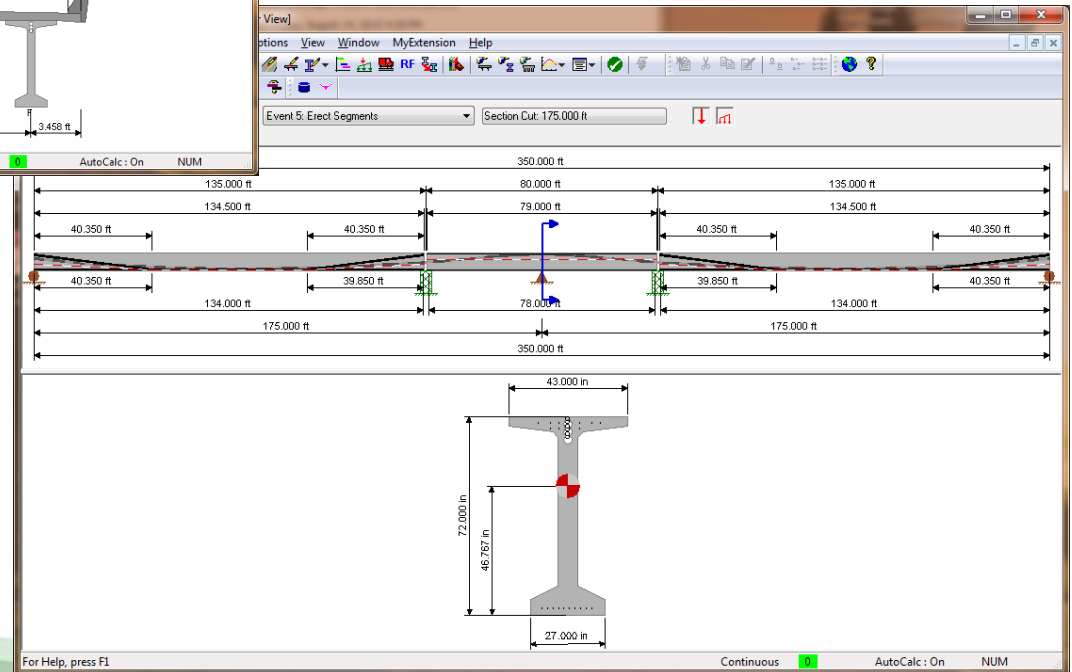 r View]
ptions View Window MyExtension Help
RF
3.458 ft
0 AutoCalc : On NUM
Event 5: Erect Segments Section Cut: 175.000 ft
350.000 ft
135.000 ft 80.000 ft 135.000 ft
134.500 ft 79.000 ft 134.500 ft
40.350 ft 40.350 ft 40.350 ft 40.350 ft
40.350 ft 39.850 ft 39.850 ft 40.350 ft
134.000 ft 78.000 ft 134.000 ft
175.000 ft 175.000 ft
350.000 ft
43.000 in
72.000 in
46.767 in
27.000 in
For Help, press F1 Continuous 0 AutoCalc : On NUM